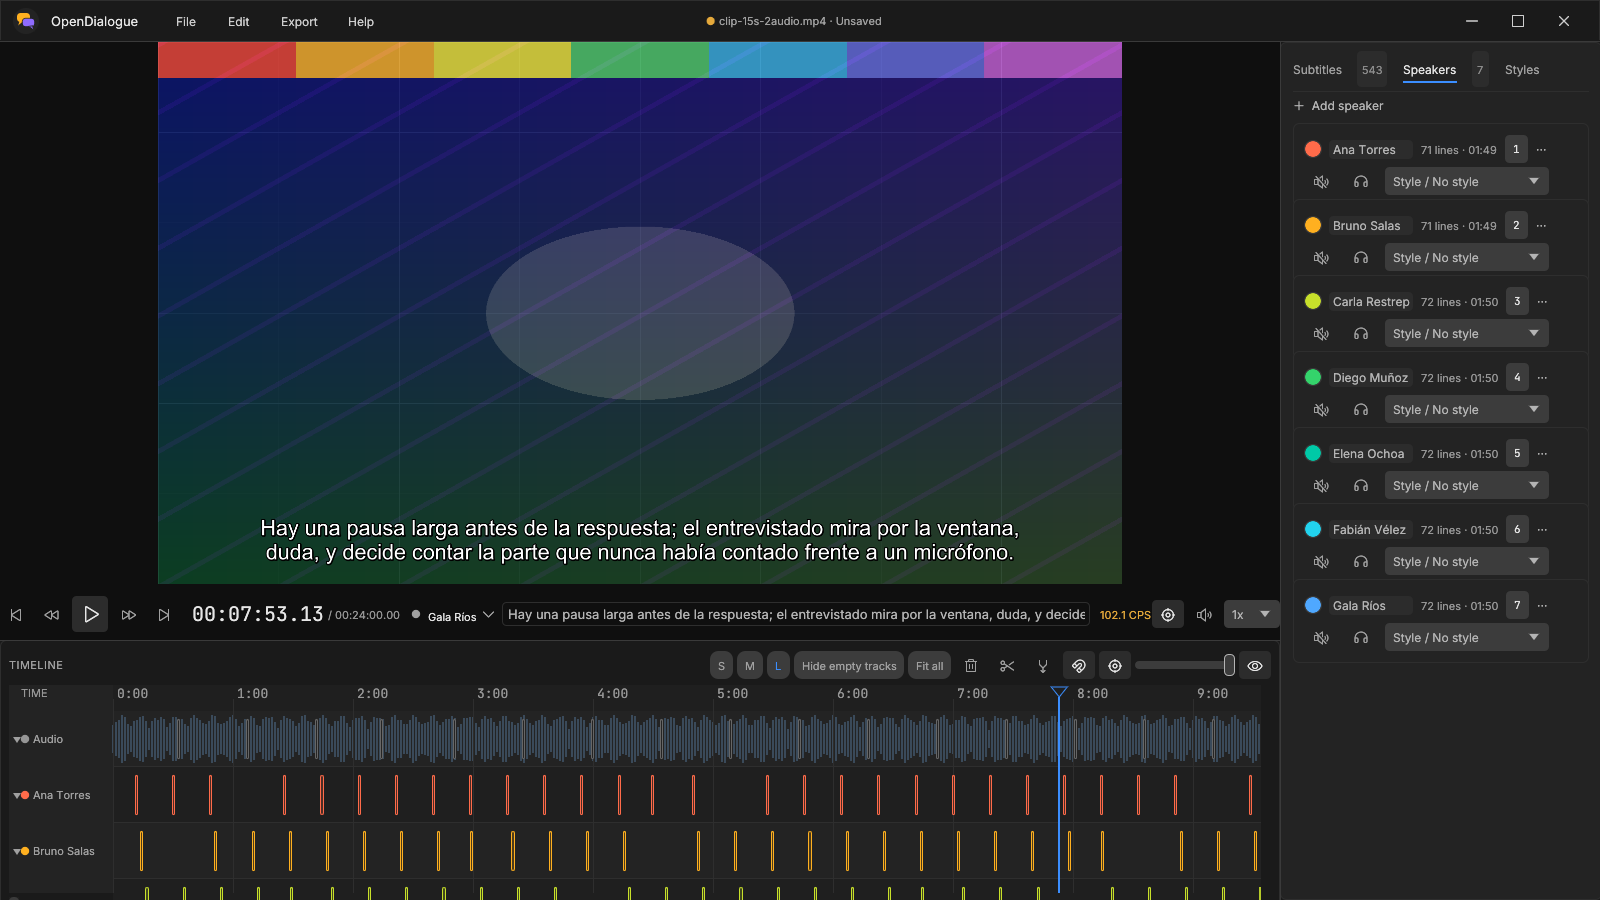 OpenDialogue File Edit Export Help
clip-15s-2audio.mp4 · Unsaved
Hay una pausa larga antes de la respuesta; el entrevistado mira por la ventana,
duda, y decide contar la parte que nunca había contado frente a un micrófono.
00:07:53.13 / 00:24:00.00 Gala Ríos Hay una pausa larga antes de la respuesta; el entrevistado mira por la ventana, duda, y decide 102.1 CPS 1x
Subtitles 543 Speakers 7 Styles
+ Add speaker
Ana Torres 71 lines · 01:49 1 ...
Style / No style
Bruno Salas 71 lines · 01:49 2 ...
Style / No style
Carla Restrep 72 lines · 01:50 3 ...
Style / No style
Diego Muñoz 72 lines · 01:50 4 ...
Style / No style
Elena Ochoa 72 lines · 01:50 5 ...
Style / No style
Fabián Vélez 72 lines · 01:50 6 ...
Style / No style
Gala Ríos 72 lines · 01:50 7 ...
Style / No style
TIMELINE S M L Hide empty tracks Fit all
TIME 0:00 1:00 2:00 3:00 4:00 5:00 6:00 7:00 8:00 9:00
Audio
Ana Torres
Bruno Salas